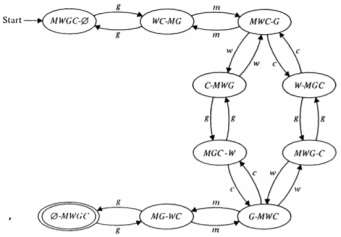 g m
Start MWGC-Ø WC-MG MWC-G
g m
w c
w c
C-MWG W-MGC
g g g g
MGC-W MWG-C
c w
g m c w
Ø-MWGC MG-WC G-MWC
g m